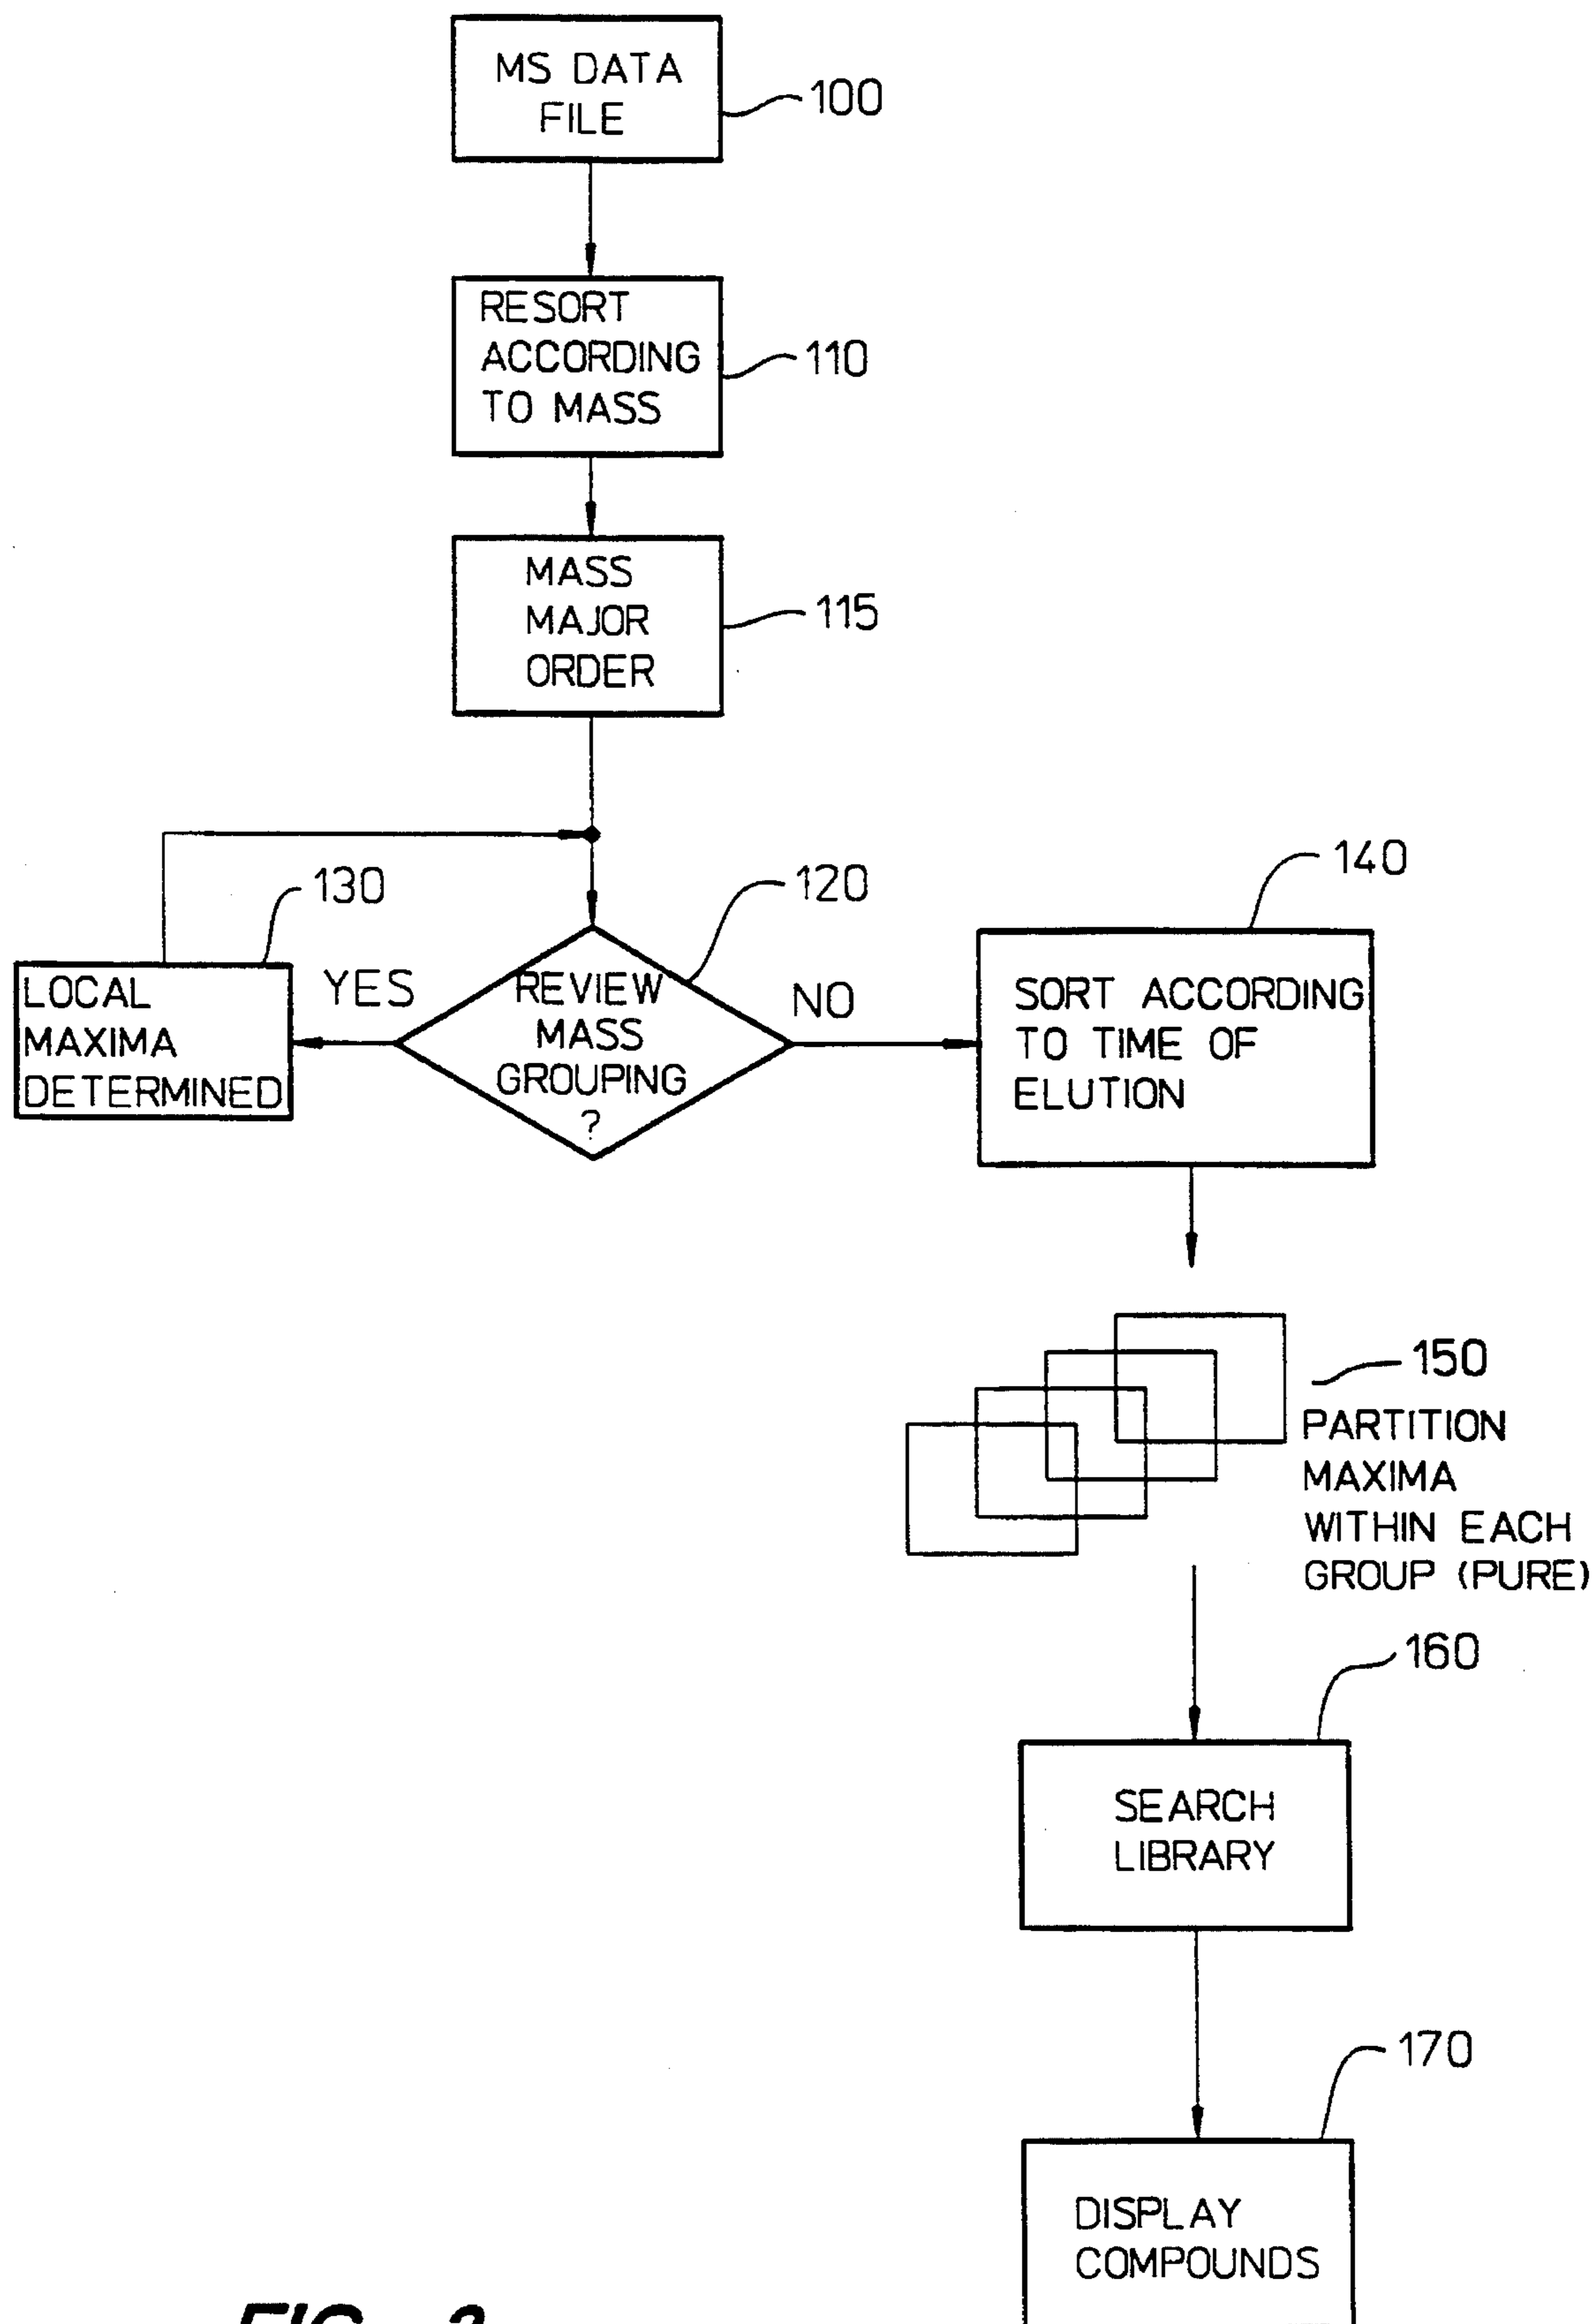 MS DATA
FILE
100
RESORT
ACCORDING
TO MASS
110
MASS
MAJOR
ORDER
115
130
120
140
LOCAL
MAXIMA
DETERMINED
YES
REVIEW
MASS
GROUPING
?
NO
SORT ACCORDING
TO TIME OF
ELUTION
150
PARTITION
MAXIMA
WITHIN EACH
GROUP (PURE)
160
SEARCH
LIBRARY
170
DISPLAY
COMPOUNDS